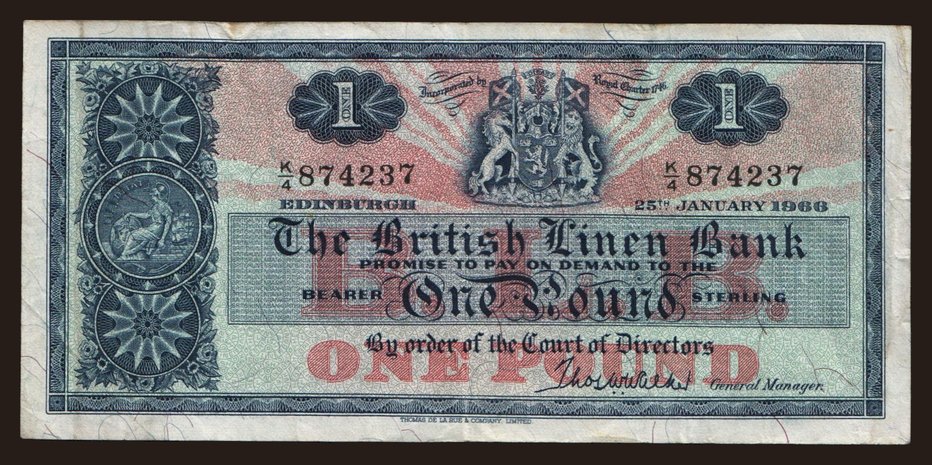 1 ONE
Incorporated by Royal Charter 1746
1 ONE
K/4 874237
K/4 874237
EDINBURGH
25TH JANUARY 1966
B.L.B.
The British Linen Bank
PROMISE TO PAY ON DEMAND TO THE
BEARER One Pound STERLING
By order of the Court of Directors
ONE POUND
General Manager.
THOMAS DE LA RUE & COMPANY, LIMITED.